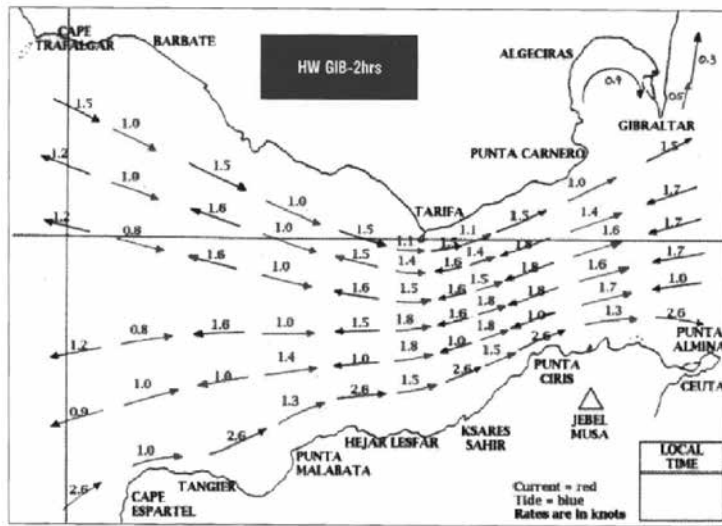 CAPE
TRAFALGAR
BARBATE
HW GIB-2hrs
ALGECIRAS
0.3
0.9
0.5
GIBRALTAR
1.5
1.0
1.5
PUNTA CARNERO
1.2
1.0
1.5
1.0
1.7
1.6
1.0
TARIFA
1.5
1.4
1.2
0.8
1.0
1.5
1.1
1.1
1.6
1.7
1.6
1.0
1.5
1.4
1.5
1.4
1.6
1.8
1.7
1.6
1.5
1.6
1.5
1.8
1.6
1.0
1.8
1.8
1.7
1.2
0.8
1.6
1.0
1.5
1.8
1.6
1.8
1.0
1.3
2.6
PUNTA
ALMINA
1.4
1.0
1.8
1.0
1.5
2.6
0.9
1.0
1.0
2.6
1.5
2.6
PUNTA
CIRIS
CEUTA
1.3
2.6
1.0
2.6
HEJAR LESFAR
KSARES
SAHIR
JEBEL
MUSA
PUNTA
MALABATA
TANGIER
CAPE
ESPARTEL
LOCAL
TIME
Current = red
Tide = blue
Rates are in knots